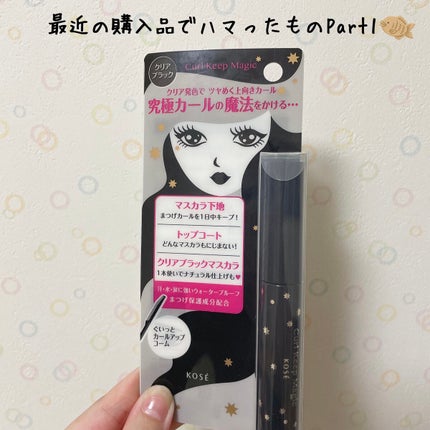 最近の購入品でハマったものPart1
クリア
ブラック
Curl Keep Magic
クリア発色で ツヤめく上向きカール
究極カールの魔法をかける…
マスカラ下地
まつげカールを1日中キープ!
トップコート
どんなマスカラもにじまない!
クリアブラックマスカラ
1本使いでナチュラル仕上げも♥
汗・水・涙に強いウォータープルーフ
まつげ保護成分配合
ぐいっと
カールアップ
コーム
KOSÉ
Curl Keep Magic
KOSÉ